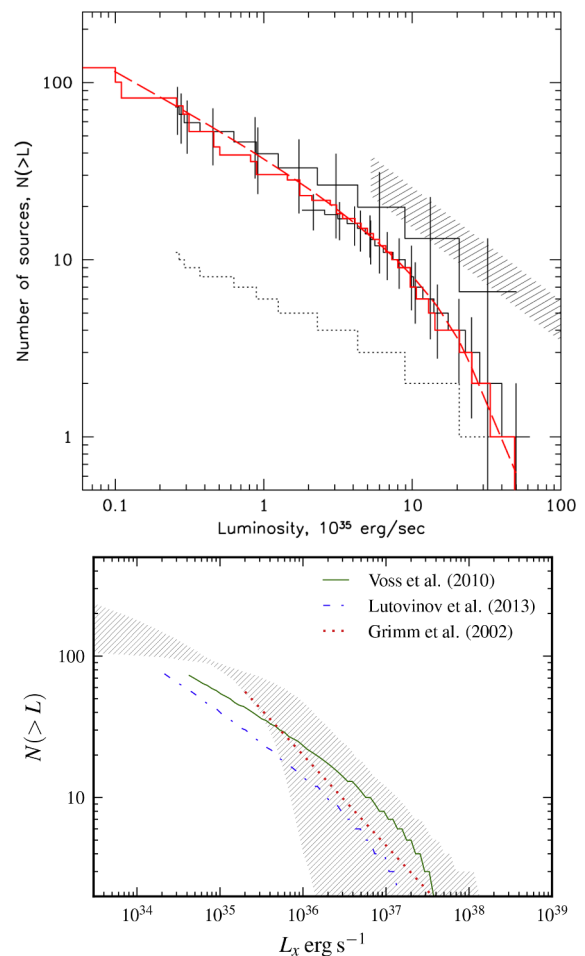 Number of sources, N(>L)
100
10
1
0.1
1
10
100
Luminosity, 10³⁵ erg/sec
N(> L)
100
10
Voss et al. (2010)
Lutovinov et al. (2013)
Grimm et al. (2002)
10³⁴
10³⁵
10³⁶
10³⁷
10³⁸
10³⁹
Lₓ erg s⁻¹